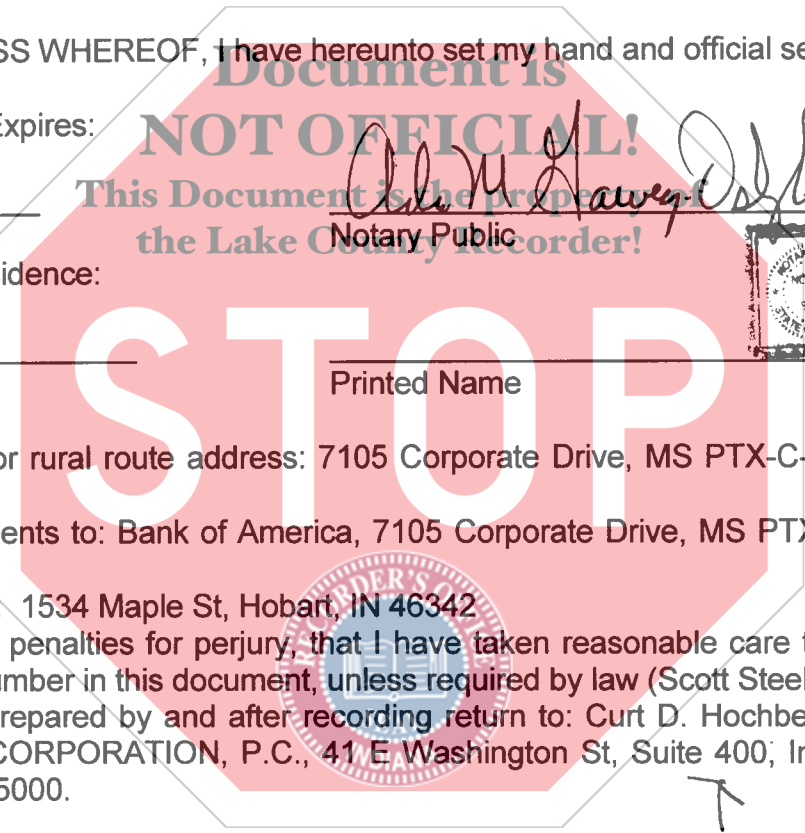 SS WHEREOF, I have hereunto set my hand and official se
Document is
Expires:
NOT OFFICIAL!
This Document is the property of
the Lake County Recorder!
Notary Public
idence:
STOP
Printed Name
or rural route address: 7105 Corporate Drive, MS PTX-C-
ents to: Bank of America, 7105 Corporate Drive, MS PTX
1534 Maple St, Hobart, IN 46342
RECORDER'S OF
penalties for perjury, that I have taken reasonable care t
umber in this document, unless required by law (Scott Steel
repared by and after recording return to: Curt D. Hochbe
CORPORATION, P.C., 41 E Washington St, Suite 400, In
5000.
SEAL
INDIANA